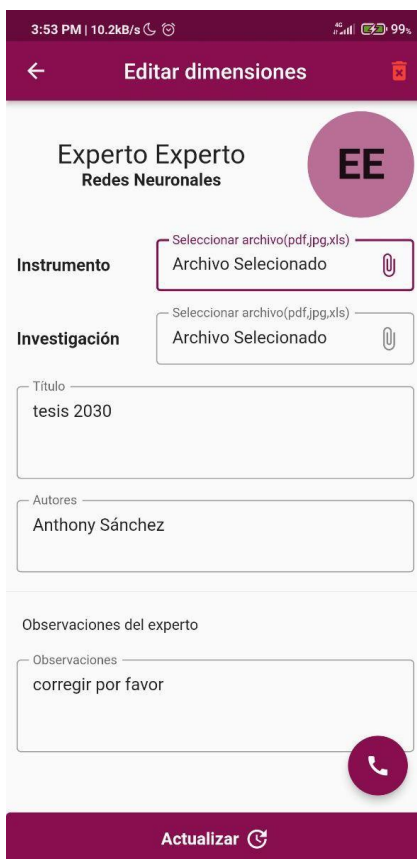 3:53 PM | 10.2kB/s
4G
99%
Editar dimensiones
Experto Experto
Redes Neuronales
EE
Seleccionar archivo(pdf,jpg,xls)
Instrumento
Archivo Selecionado
Seleccionar archivo(pdf,jpg,xls)
Investigación
Archivo Selecionado
Título
tesis 2030
Autores
Anthony Sánchez
Observaciones del experto
Observaciones
corregir por favor
Actualizar